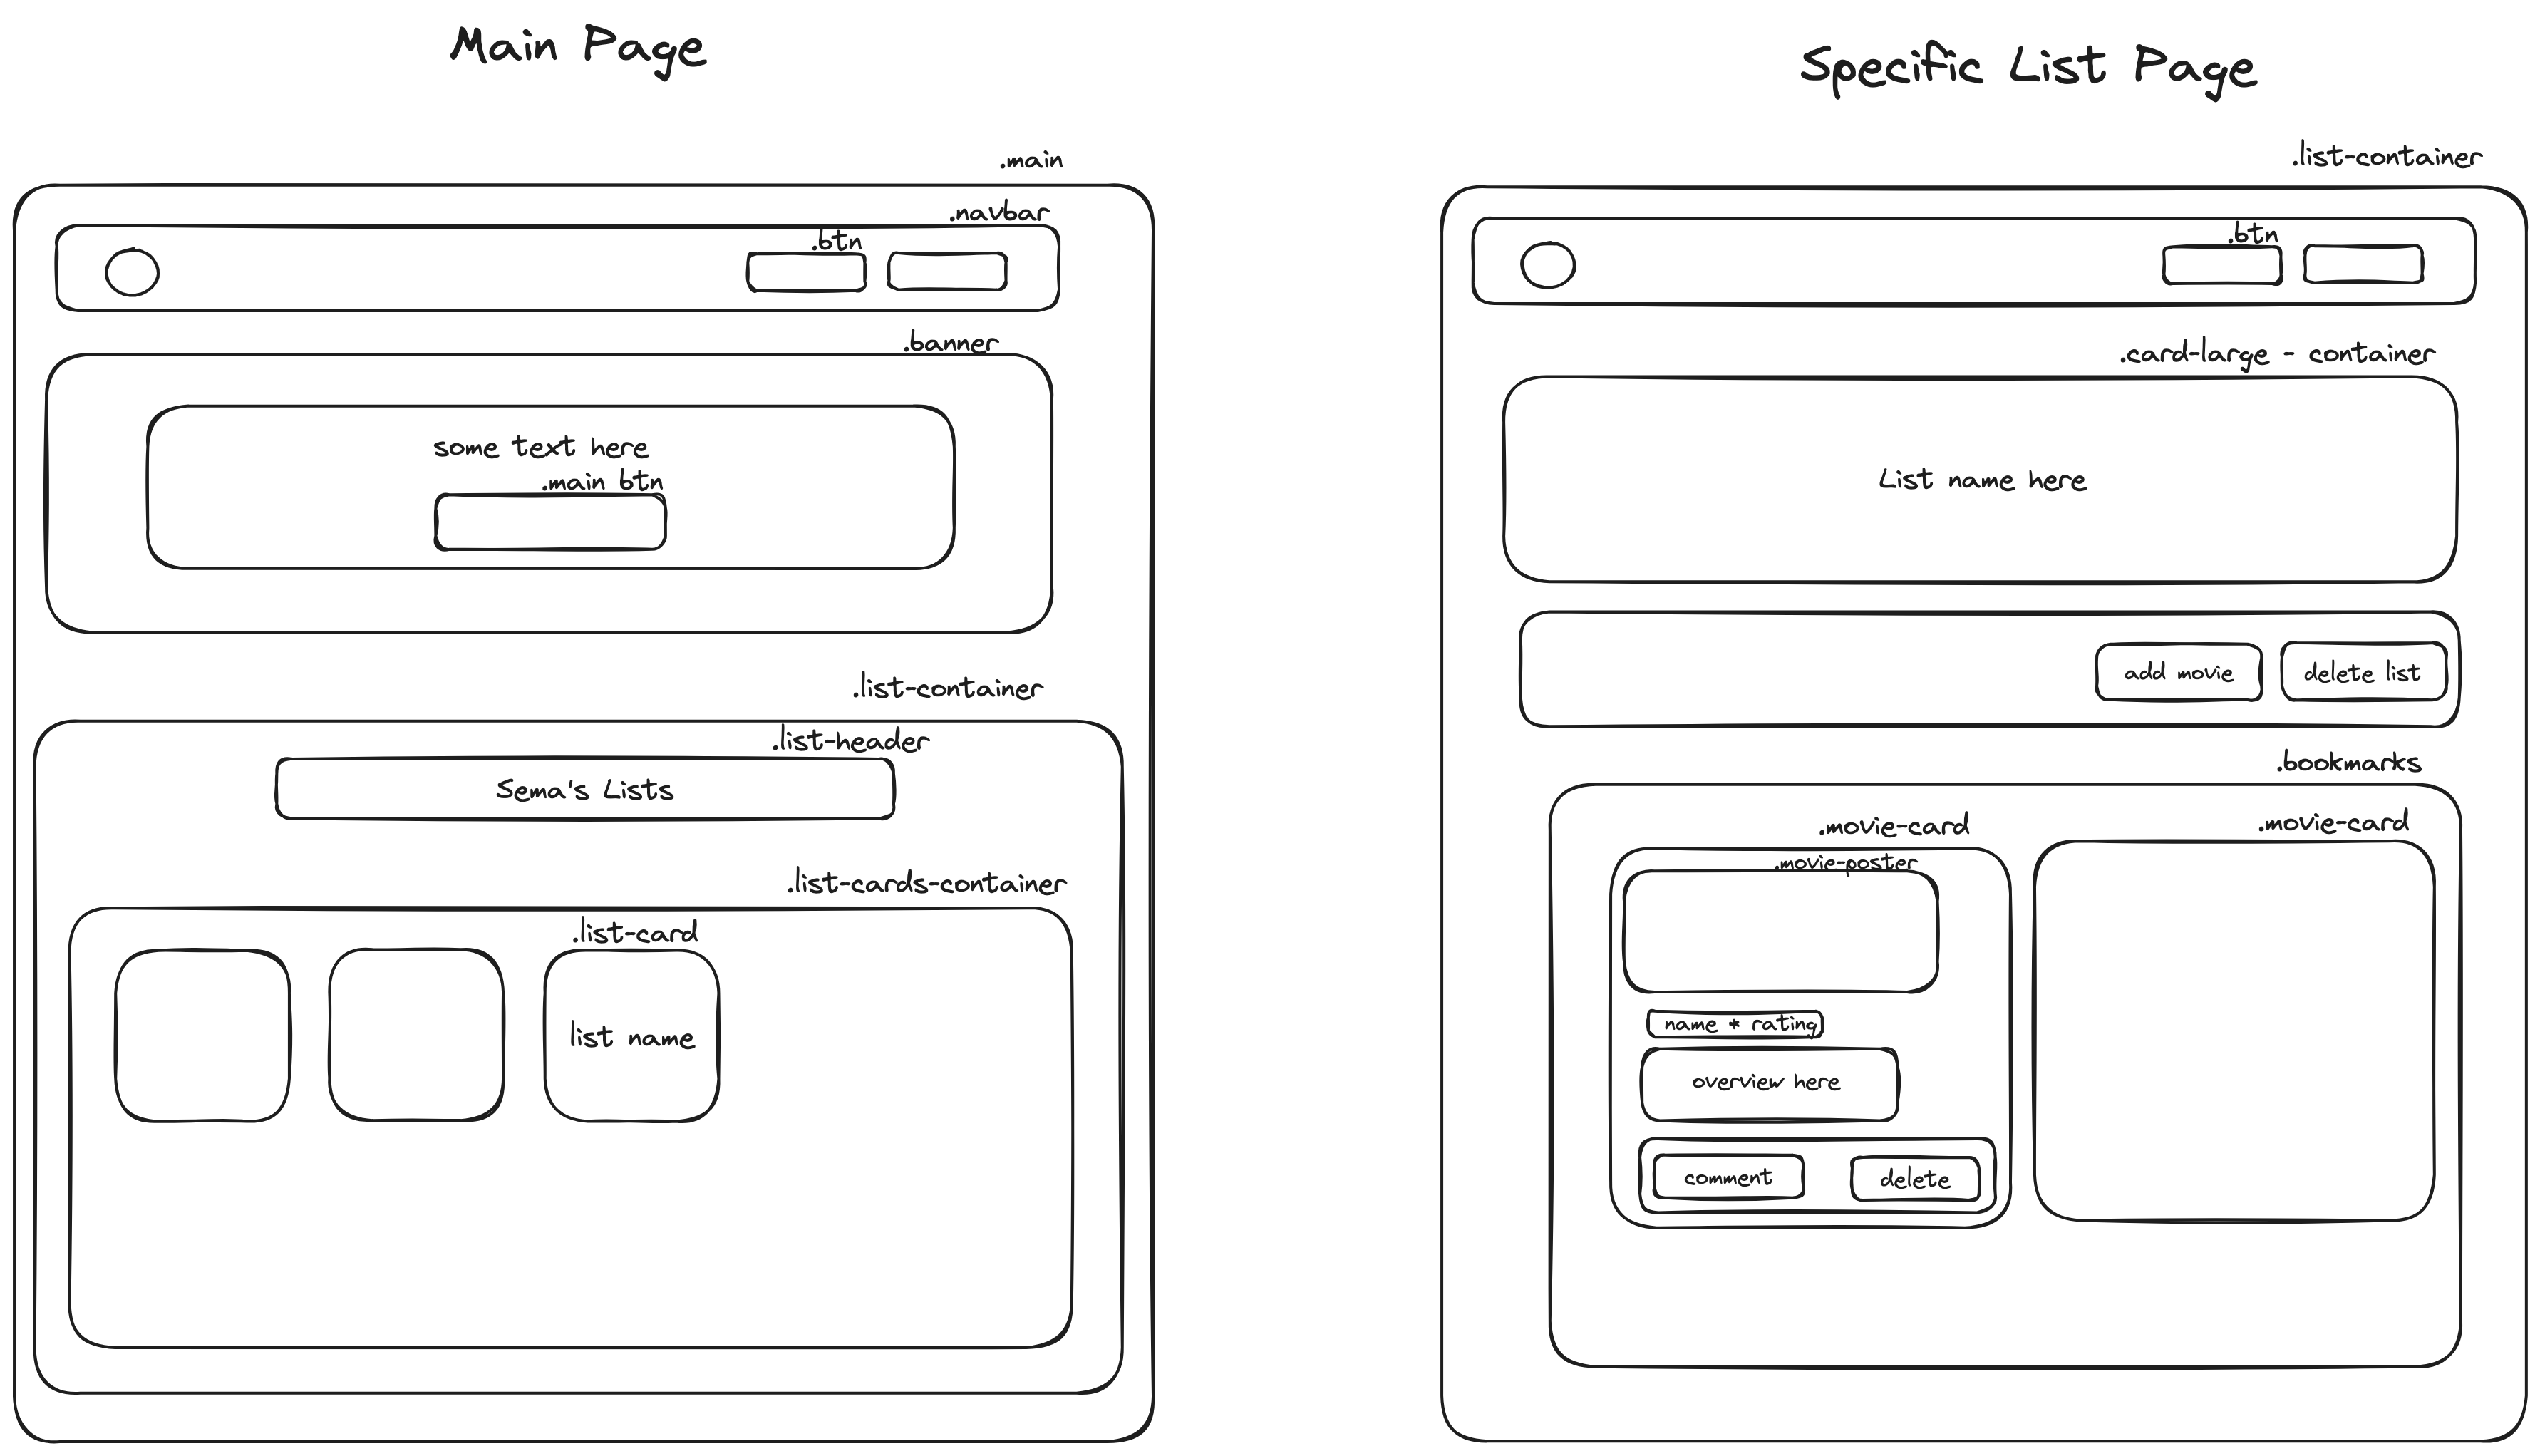 Main Page
.main
.navbar
.btn
.banner
some text here
.main btn
.list-container
.list-header
Sema's Lists
.list-cards-container
.list-card
list name
Specific List Page
.list-container
.btn
.card-large - container
List name here
add movie
delete list
.bookmarks
.movie-card
.movie-card
.movie-poster
name * rating
overview here
comment
delete